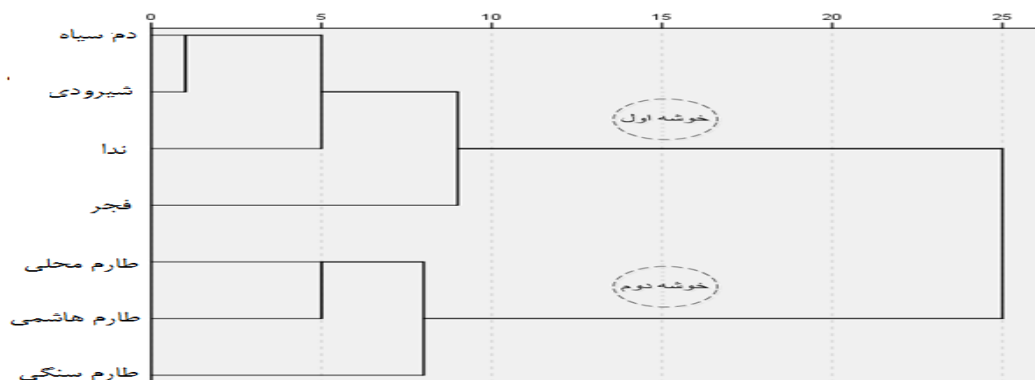 0 5 10 15 20 25
دم سیاه
شیرودی
خوشه اول
ندا
فجر
طارم محلی
خوشه دوم
طارم هاشمی
طارم سنگی